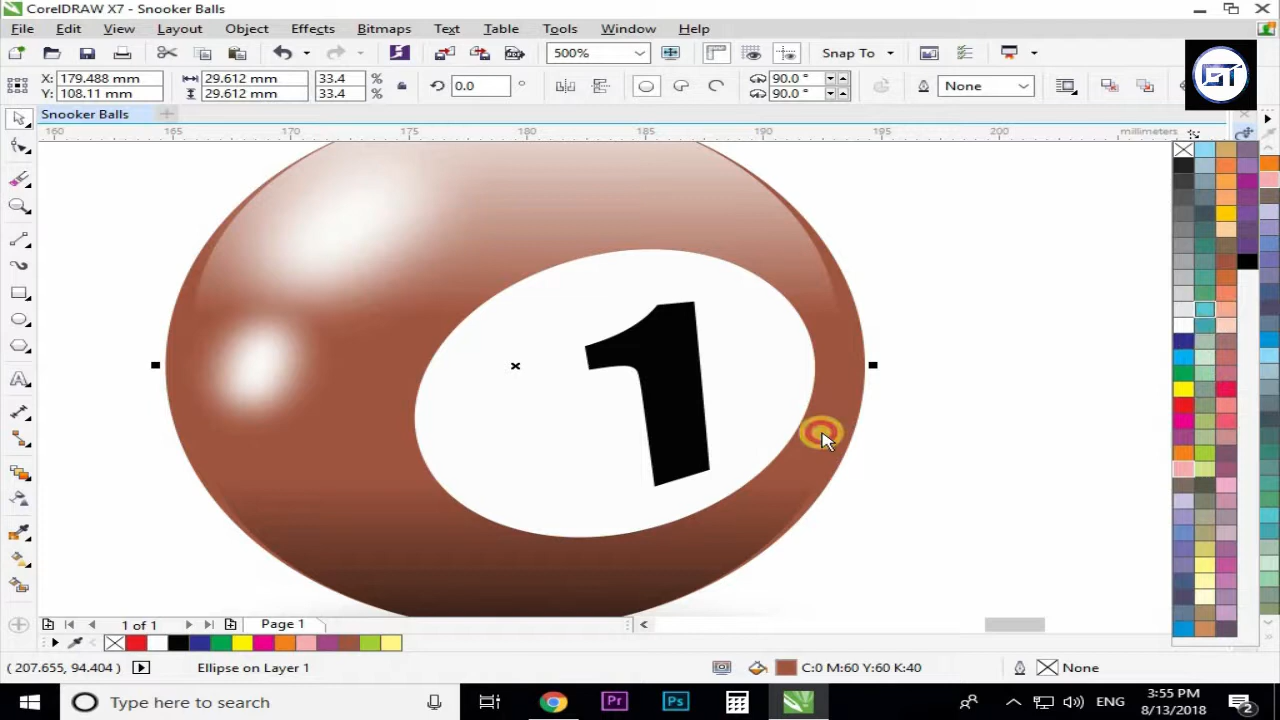 CorelDRAW X7 - Snooker Balls
File Edit View Layout Object Effects Bitmaps Text Table Tools Window Help
500% Snap To
X: 179.488 mm 29.612 mm 33.4 % 0.0 90.0 ° None
Y: 108.11 mm 29.612 mm 33.4 % 90.0 °
GT
Snooker Balls
160 165 170 175 180 185 190 195 200 millimeters
1
1 of 1 Page 1
( 207.655, 94.404 ) Ellipse on Layer 1 C:0 M:60 Y:60 K:40 None
Type here to search Pr Ps ENG 3:55 PM
8/13/2018 2